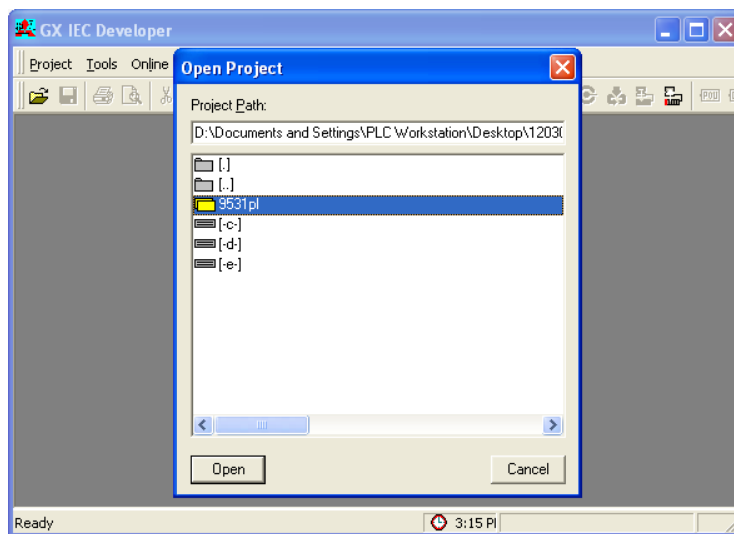 GX IEC Developer
Project Tools Online
Open Project
Project Path:
D:\Documents and Settings\PLC Workstation\Desktop\12030
[.]
[..]
9531pl
[-c-]
[-d-]
[-e-]
Open Cancel
Ready 3:15 P